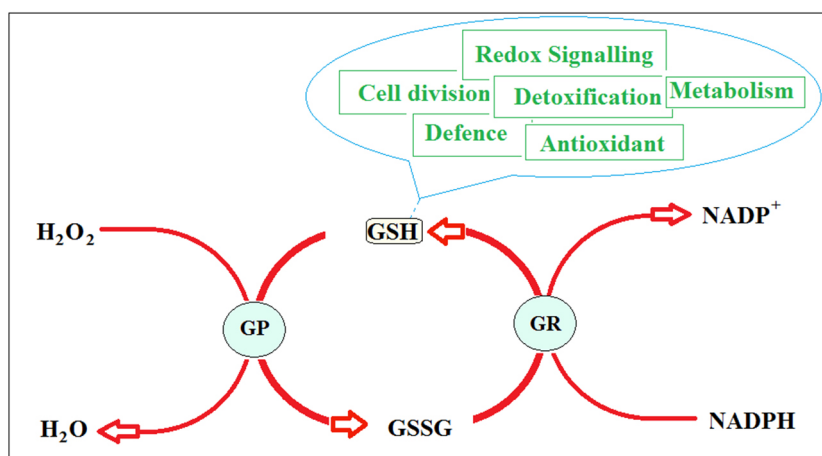 Redox Signalling
Cell division
Detoxification
Metabolism
Defence
Antioxidant
H₂O₂
GSH
NADP⁺
GP
GR
H₂O
GSSG
NADPH